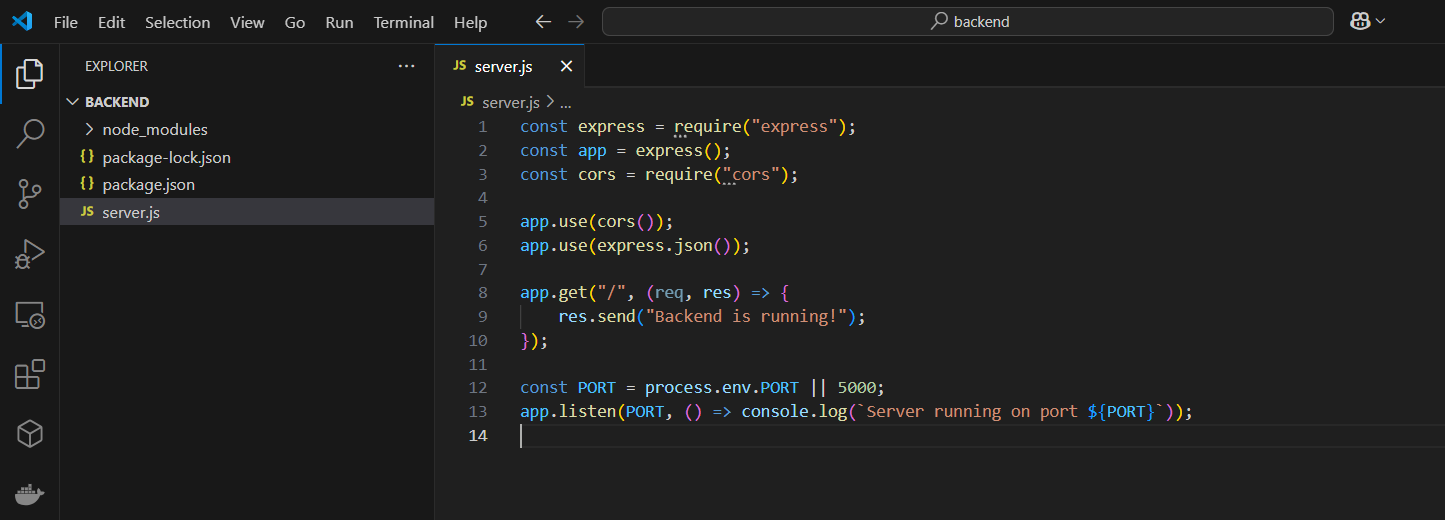 File Edit Selection View Go Run Terminal Help
backend
EXPLORER
BACKEND
node_modules
{} package-lock.json
{} package.json
JS server.js
JS server.js
JS server.js > ...
1 const express = require("express");
2 const app = express();
3 const cors = require("cors");
4
5 app.use(cors());
6 app.use(express.json());
7
8 app.get("/", (req, res) => {
9     res.send("Backend is running!");
10 });
11
12 const PORT = process.env.PORT || 5000;
13 app.listen(PORT, () => console.log(`Server running on port ${PORT}`));
14